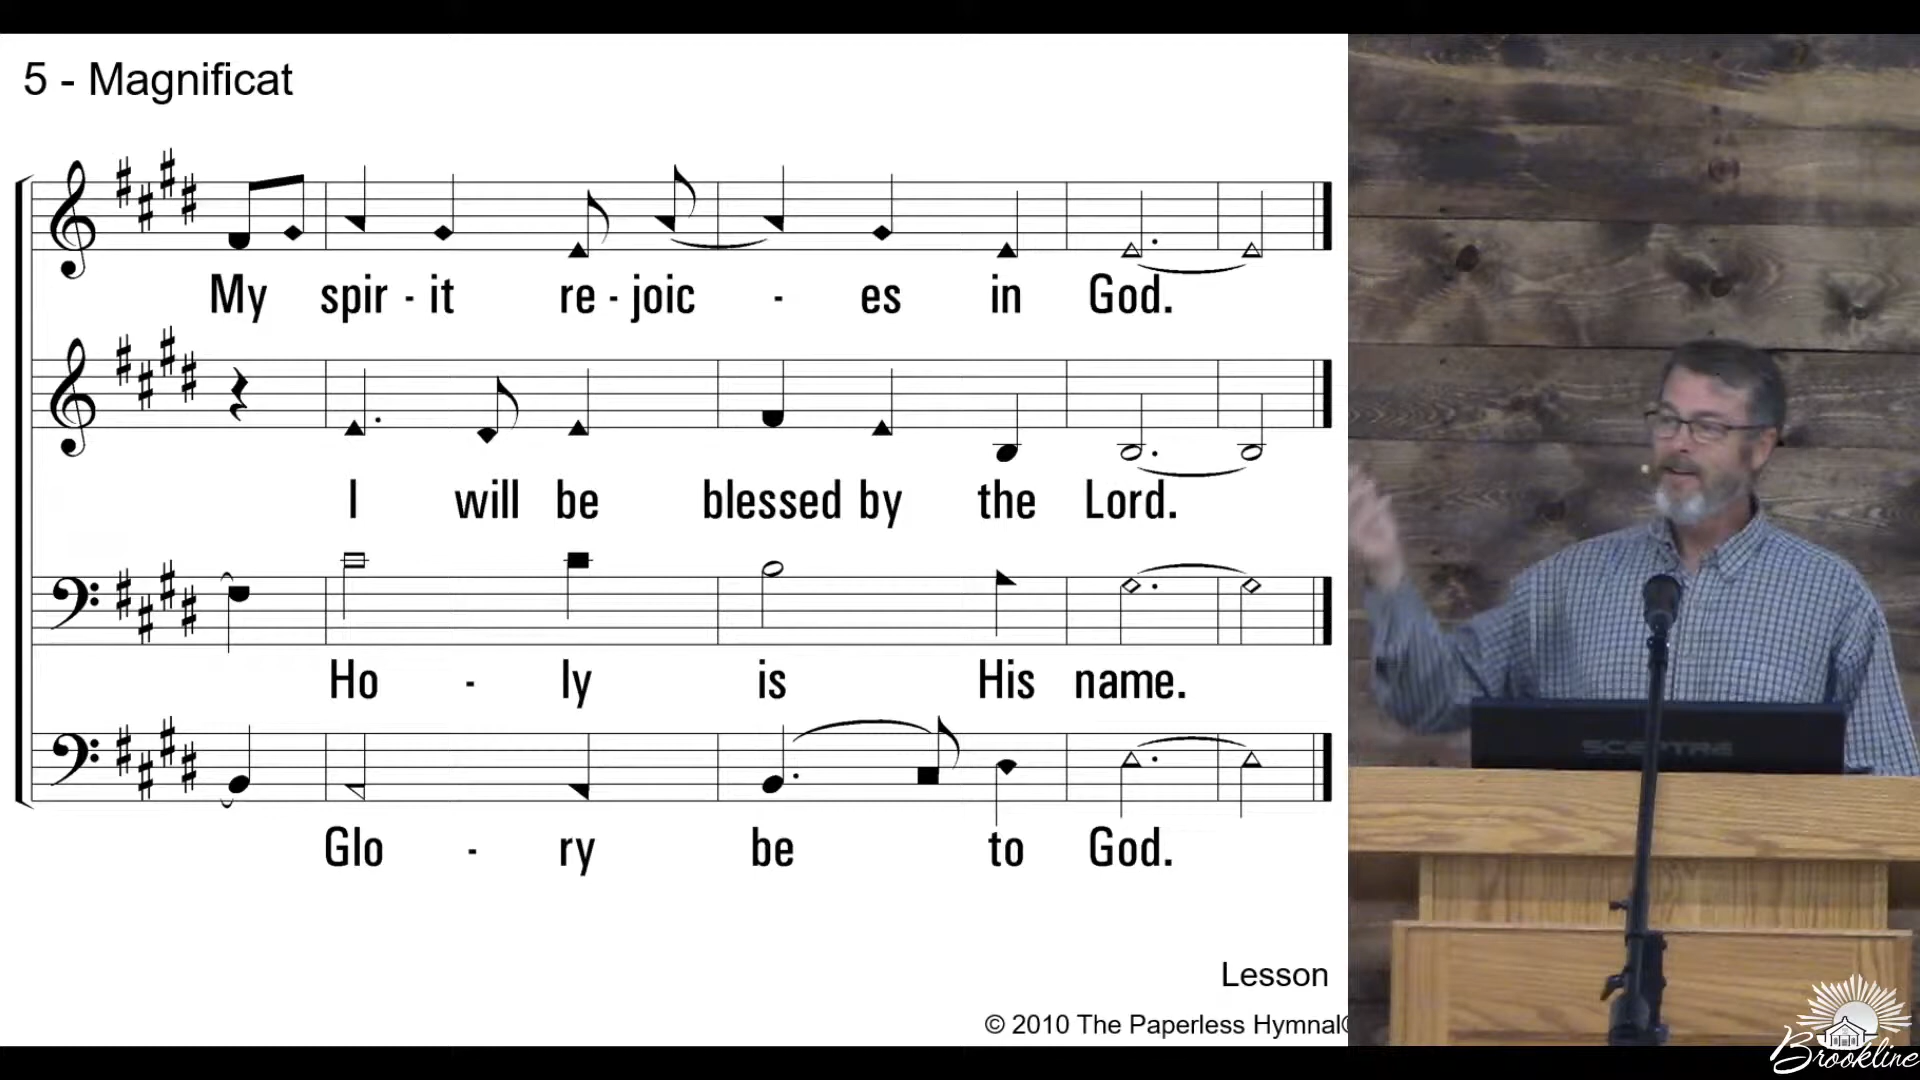 5 - Magnificat
My spir - it re - joic - es in God.
I will be blessed by the Lord.
Ho - ly is His name.
Glo - ry be to God.
Lesson
© 2010 The Paperless Hymnal
SCEPTRE
Brookline